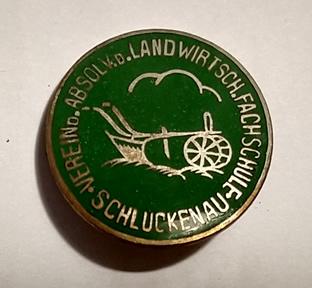 VEREIN D. ABSOLV. D. LANDWIRTSCH. FACHSCHULE
SCHLUCKENAU